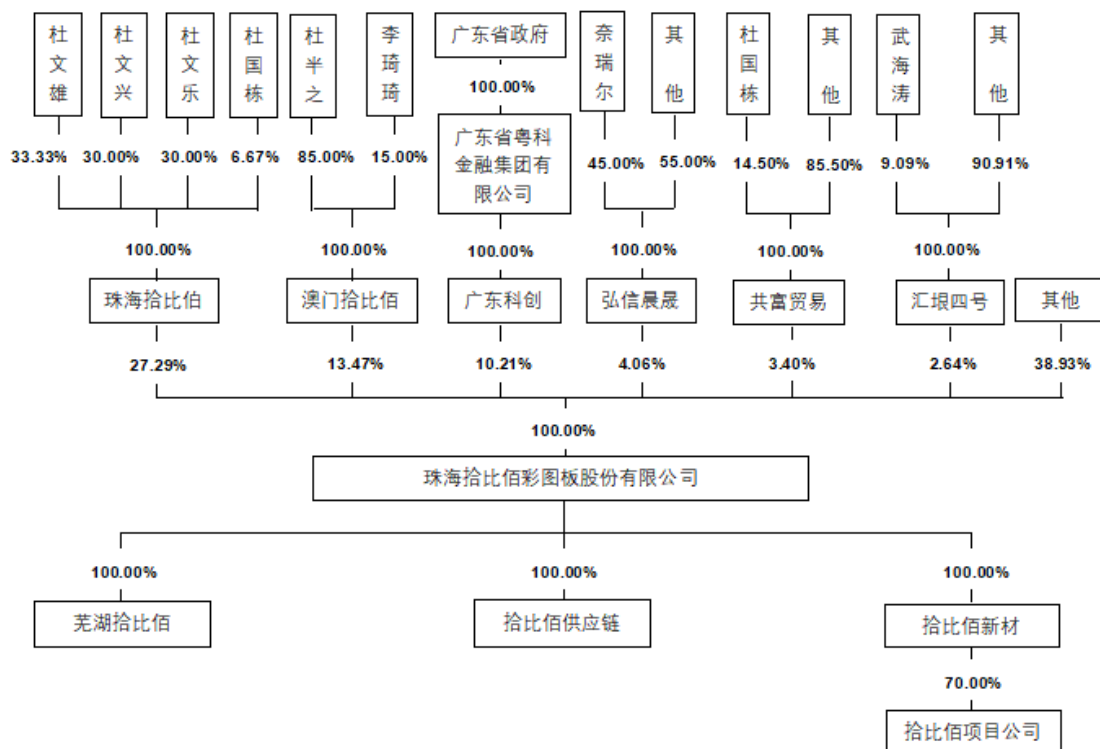 杜文雄
杜文兴
杜文乐
杜国栋
杜半之
李琦琦
广东省政府
奈瑞尔
其他
杜国栋
其他
武海涛
其他
100.00%
广东省粤科
金融集团有
限公司
33.33%
30.00%
30.00%
6.67%
85.00%
15.00%
45.00%
55.00%
14.50%
85.50%
9.09%
90.91%
100.00%
100.00%
100.00%
100.00%
100.00%
100.00%
珠海拾比伯
澳门拾比佰
广东科创
弘信晨晟
共富贸易
汇垠四号
其他
27.29%
13.47%
10.21%
4.06%
3.40%
2.64%
38.93%
100.00%
珠海拾比佰彩图板股份有限公司
100.00%
100.00%
100.00%
芜湖拾比佰
拾比佰供应链
拾比佰新材
70.00%
拾比佰项目公司